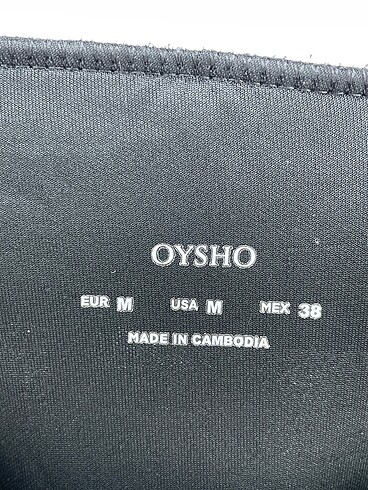 OYSHO
EUR M USA M MEX 38
MADE IN CAMBODIA